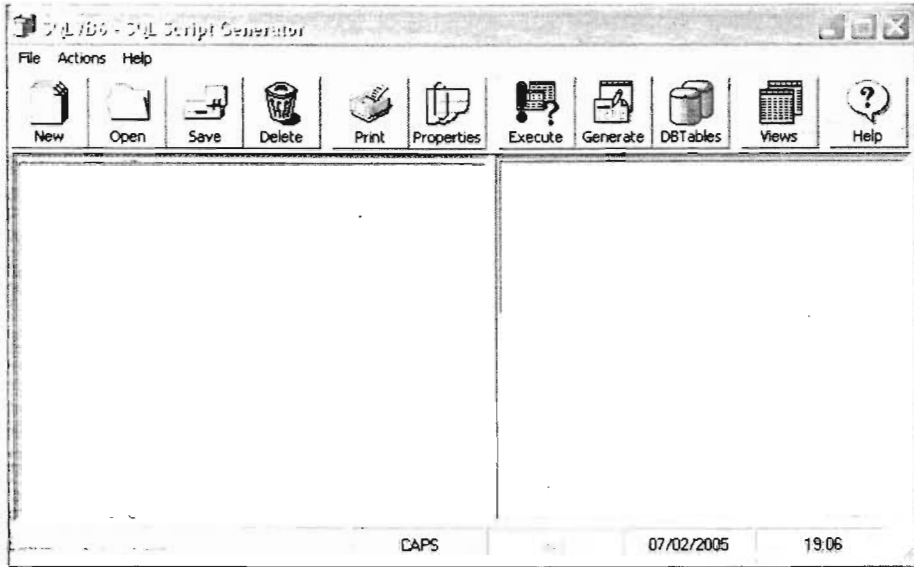 SQLVB6 - SQL Script Generator
File Actions Help
New Open Save Delete Print Properties Execute Generate DBTables Views Help
CAPS 07/02/2005 19:06